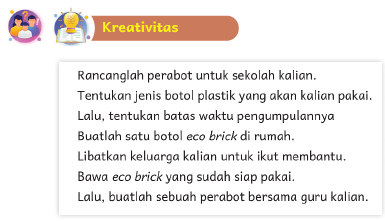 Kreativitas
Rancanglah perabot untuk sekolah kalian.
Tentukan jenis botol plastik yang akan kalian pakai.
Lalu, tentukan batas waktu pengumpulannya
Buatlah satu botol eco brick di rumah.
Libatkan keluarga kalian untuk ikut membantu.
Bawa eco brick yang sudah siap pakai.
Lalu, buatlah sebuah perabot bersama guru kalian.